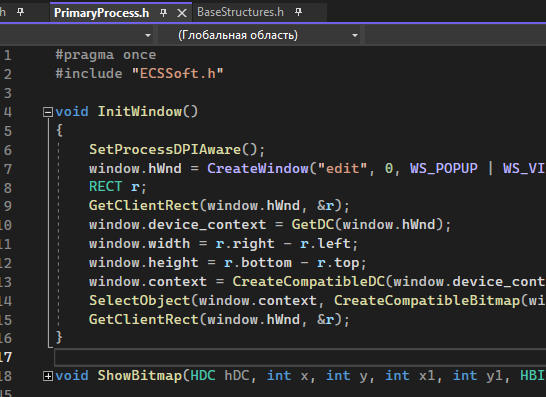 .h PrimaryProcess.h BaseStructures.h
(Глобальная область)
1 #pragma once
2 #include "ECSSoft.h"
3
4 void InitWindow()
5 {
6 SetProcessDPIAware();
7 window.hWnd = CreateWindow("edit", 0, WS_POPUP | WS_VI
8 RECT r;
9 GetClientRect(window.hWnd, &r);
10 window.device_context = GetDC(window.hWnd);
11 window.width = r.right - r.left;
12 window.height = r.bottom - r.top;
13 window.context = CreateCompatibleDC(window.device_cont
14 SelectObject(window.context, CreateCompatibleBitmap(wi
15 GetClientRect(window.hWnd, &r);
16 }
17
18 void ShowBitmap(HDC hDC, int x, int y, int x1, int y1, HBI